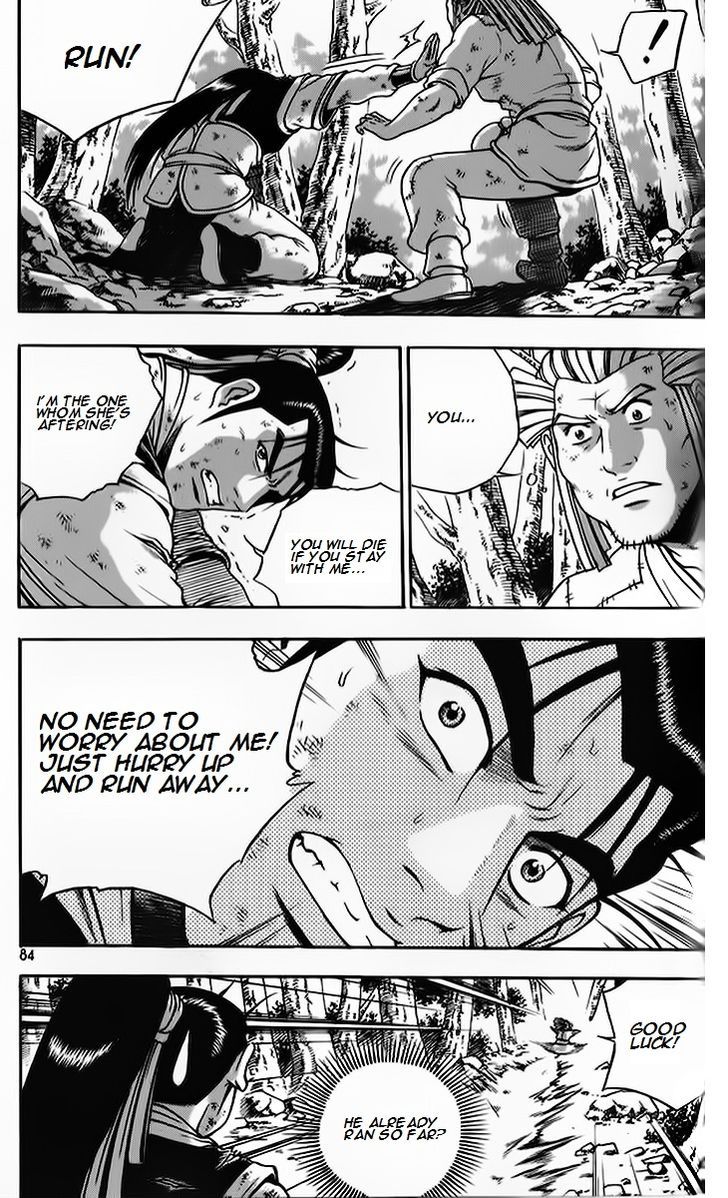 RUN!
!
I'M THE ONE
WHOM SHE'S
AFTERING!
YOU WILL DIE
IF YOU STAY
WITH ME...
YOU...
NO NEED TO
WORRY ABOUT ME!
JUST HURRY UP
AND RUN AWAY...
84
GOOD
LUCK!
HE ALREADY
RAN SO FAR?